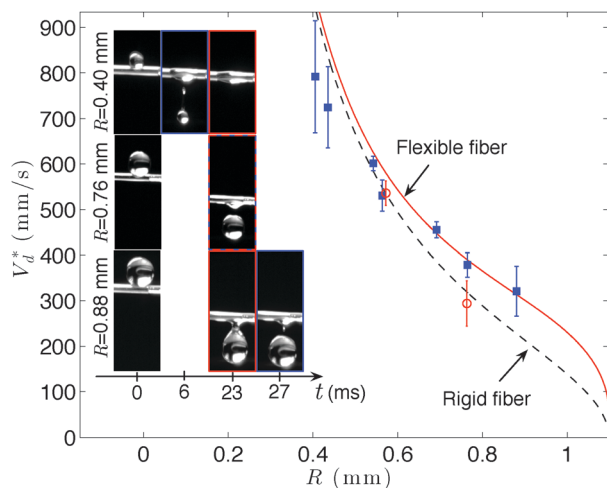 900
800
700
600
500
400
300
200
100
0
V_d^* (mm/s)
R=0.40 mm
R=0.76 mm
R=0.88 mm
0 6 23 27 t (ms)
Flexible fiber
Rigid fiber
0 0.2 0.4 0.6 0.8 1
R (mm)